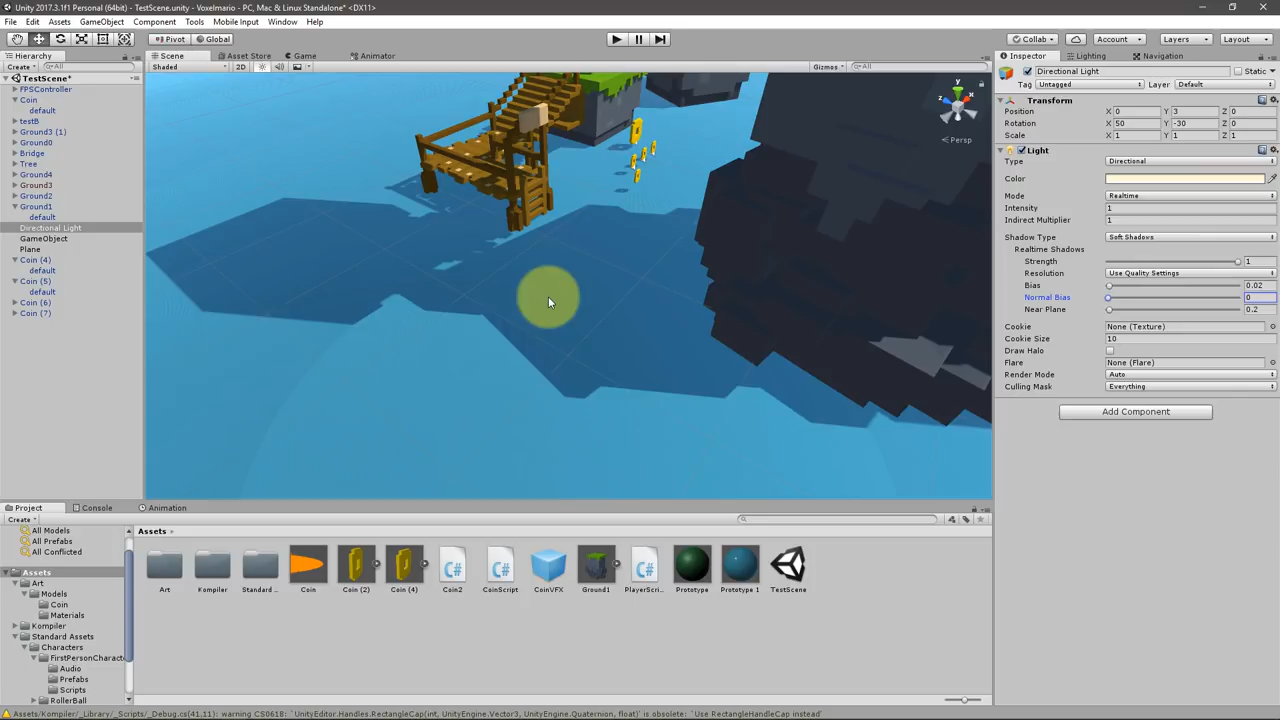 Unity 2017.3.1f1 Personal (64bit) - TestScene.unity - Voxelmario - PC, Mac & Linux Standalone* <DX11>
File Edit Assets GameObject Component Tools Mobile Input Window Help
Pivot Global Collab Account Layers Layout
Hierarchy Scene Asset Store Game Animator Inspector Lighting Navigation
Create All Shaded 2D Gizmos All
Directional Light Static
TestScene*
Tag Untagged Layer Default
FPSController
Coin
default
testB
Ground3 (1)
Ground0
Bridge
Tree
Ground4
Ground3
Ground2
Ground1
default
Directional Light
GameObject
Plane
Coin (4)
default
Coin (5)
default
Coin (6)
Coin (7)
y
x
z
Persp
Transform
Position X 0 Y 3 Z 0
Rotation X 50 Y -30 Z 0
Scale X 1 Y 1 Z 1
Light
Type Directional
Color
Mode Realtime
Intensity 1
Indirect Multiplier 1
Shadow Type Soft Shadows
Realtime Shadows
Strength 1
Resolution Use Quality Settings
Bias 0.02
Normal Bias 0
Near Plane 0.2
Cookie None (Texture)
Cookie Size 10
Draw Halo
Flare None (Flare)
Render Mode Auto
Culling Mask Everything
Add Component
Project Console Animation
Create
All Models
All Prefabs
All Conflicted
Assets
Art
Models
Coin
Materials
Kompiler
Standard Assets
Characters
FirstPersonCharacte
Audio
Prefabs
Scripts
RollerBall
Assets
C# C# C#
Art Kompiler Standard ... Coin Coin (2) Coin (4) Coin2 CoinScript CoinVFX Ground1 PlayerScri... Prototype Prototype 1 TestScene
Assets/Kompiler/_Library/_Scripts/_Debug.cs(41,11): warning CS0618: `UnityEditor.Handles.RectangleCap(int, UnityEngine.Vector3, UnityEngine.Quaternion, float)' is obsolete: `Use RectangleHandleCap instead'